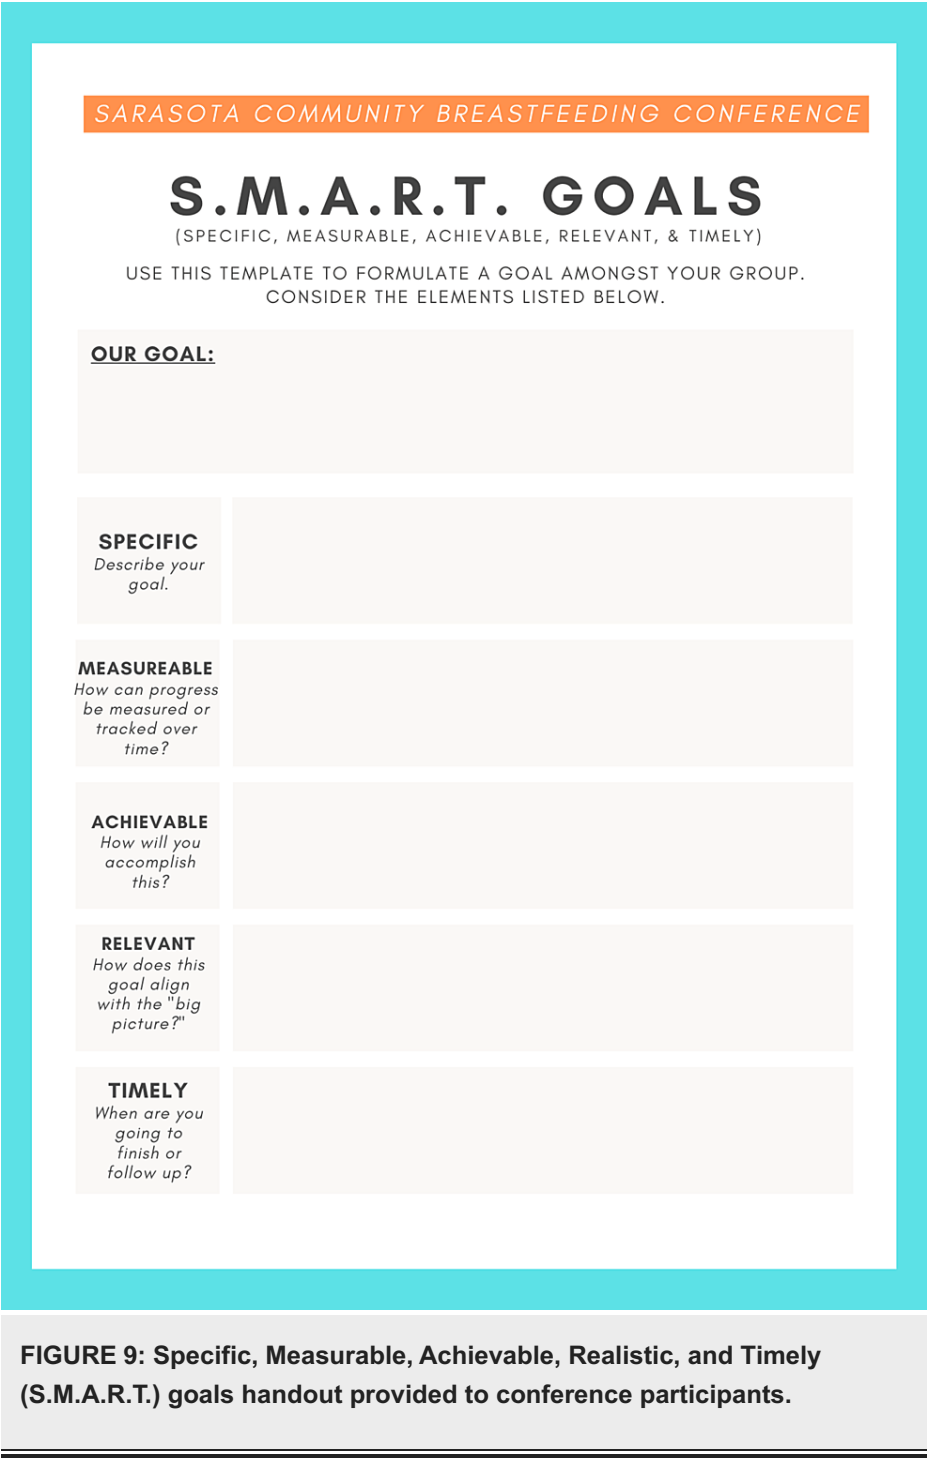 SARASOTA COMMUNITY BREASTFEEDING CONFERENCE
S.M.A.R.T. GOALS
(SPECIFIC, MEASURABLE, ACHIEVABLE, RELEVANT, & TIMELY)
USE THIS TEMPLATE TO FORMULATE A GOAL AMONGST YOUR GROUP.
CONSIDER THE ELEMENTS LISTED BELOW.
OUR GOAL:
SPECIFIC
Describe your
goal.
MEASUREABLE
How can progress
be measured or
tracked over
time?
ACHIEVABLE
How will you
accomplish
this?
RELEVANT
How does this
goal align
with the "big
picture?"
TIMELY
When are you
going to
finish or
follow up?
FIGURE 9: Specific, Measurable, Achievable, Realistic, and Timely
(S.M.A.R.T.) goals handout provided to conference participants.